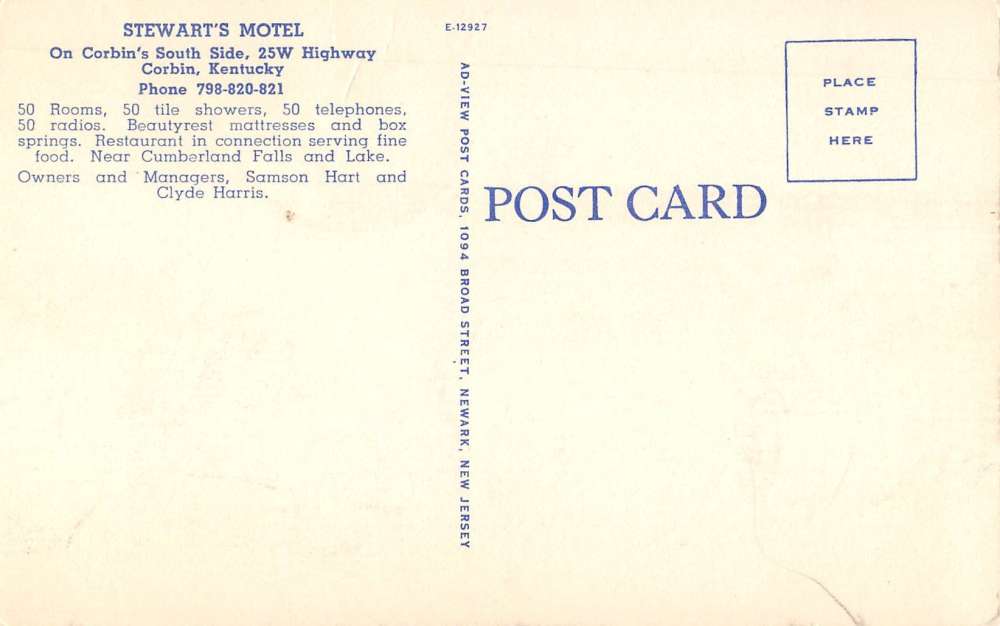 STEWART'S MOTEL
On Corbin's South Side, 25W Highway
Corbin, Kentucky
Phone 798-820-821
50 Rooms, 50 tile showers, 50 telephones,
50 radios. Beautyrest mattresses and box
springs. Restaurant in connection serving fine
food. Near Cumberland Falls and Lake.
Owners and Managers, Samson Hart and
Clyde Harris.
E-12927
AD-VIEW POST CARDS, 1094 BROAD STREET, NEWARK, NEW JERSEY
POST CARD
PLACE
STAMP
HERE